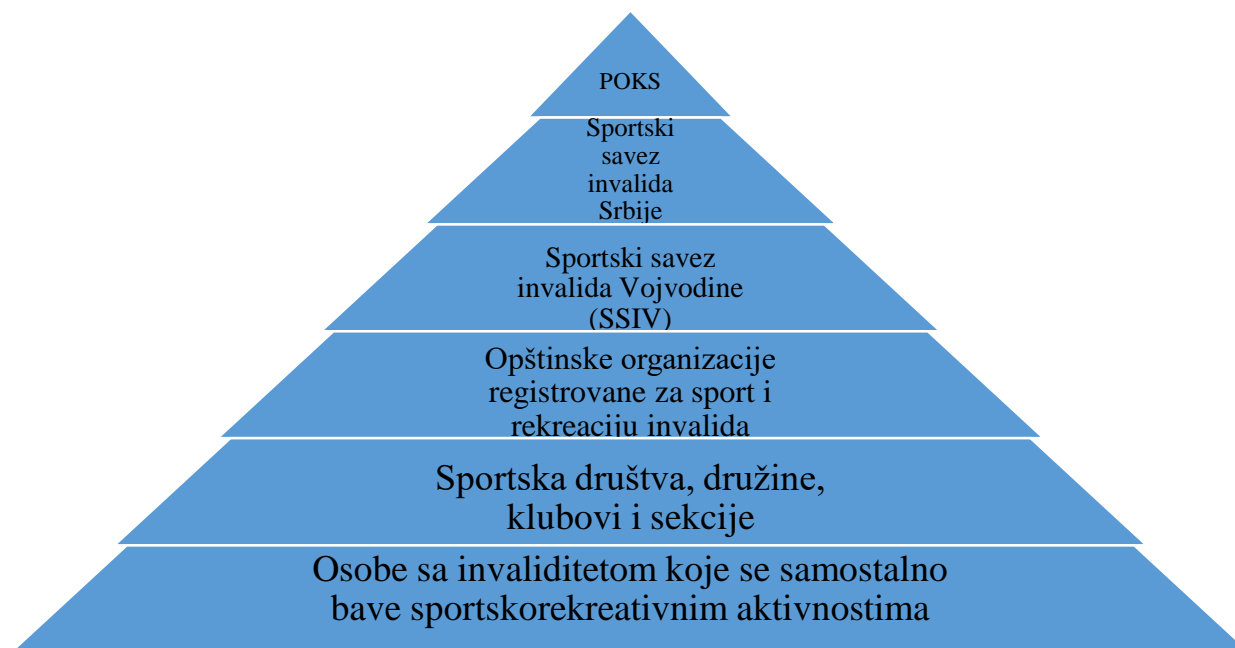 POKS
Sportski
savez
invalida
Srbije
Sportski savez
invalida Vojvodine
(SSIV)
Opštinske organizacije
registrovane za sport i
rekreaciju invalida
Sportska društva, družine,
klubovi i sekcije
Osobe sa invaliditetom koje se samostalno
bave sportskorekreativnim aktivnostima